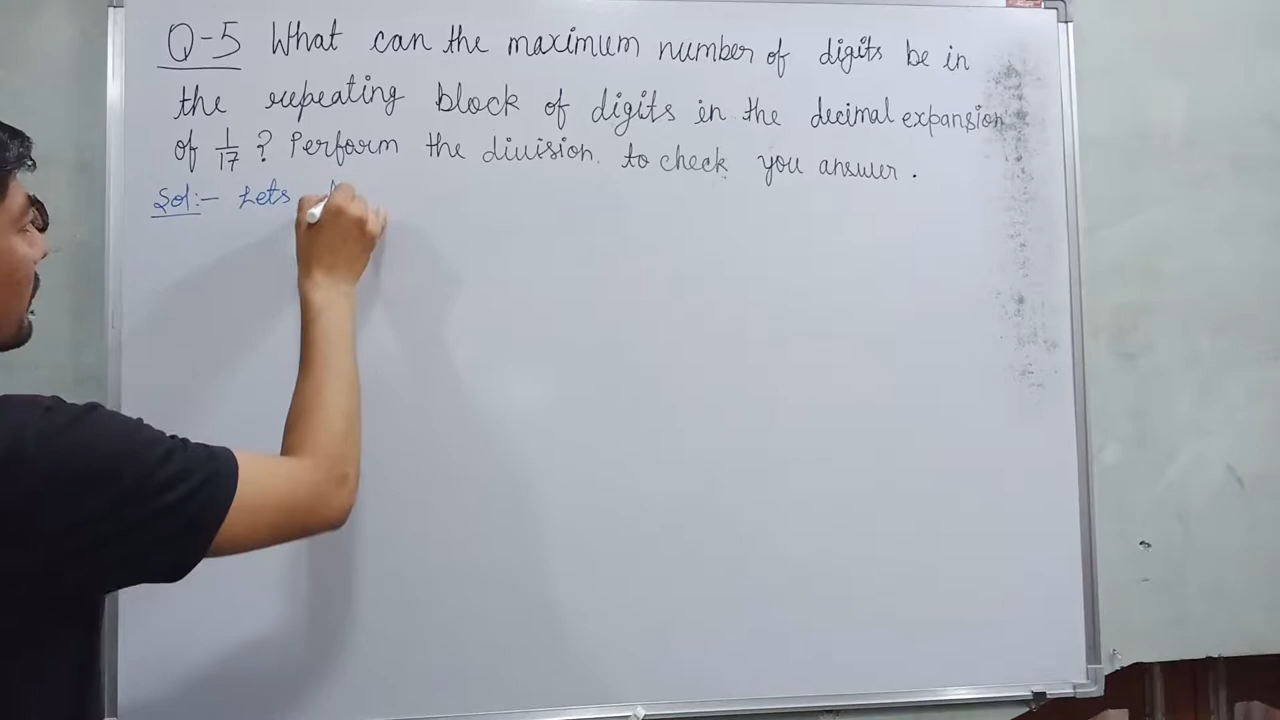 Q-5 What can the maximum number of digits be in
the repeating block of digits in the decimal expansion
of 1/17 ? Perform the division. to check you answer.
Sol:- Lets